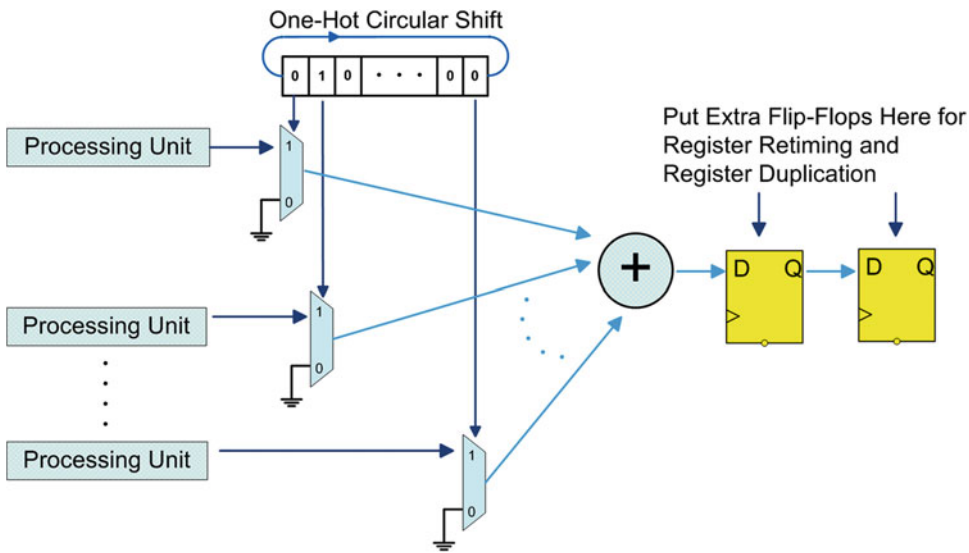 One-Hot Circular Shift
0 1 0 · · · 0 0
Put Extra Flip-Flops Here for
Register Retiming and
Register Duplication
Processing Unit
1
0
+
D Q
D Q
Processing Unit
1
0
Processing Unit
1
0